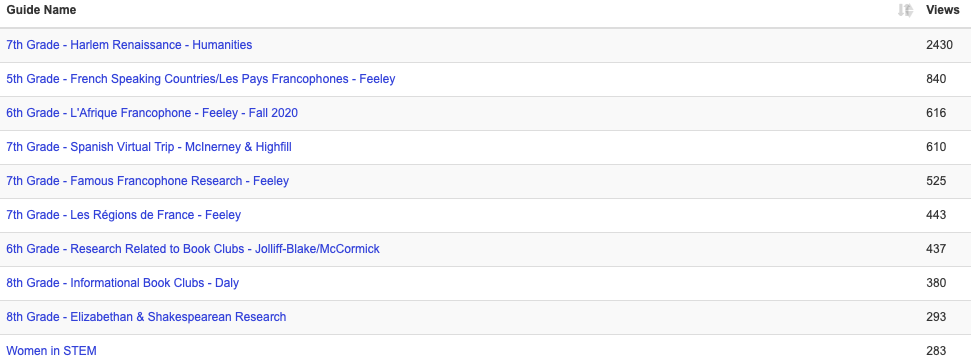 Guide Name Views
7th Grade - Harlem Renaissance - Humanities 2430
5th Grade - French Speaking Countries/Les Pays Francophones - Feeley 840
6th Grade - L'Afrique Francophone - Feeley - Fall 2020 616
7th Grade - Spanish Virtual Trip - McInerney & Highfill 610
7th Grade - Famous Francophone Research - Feeley 525
7th Grade - Les Régions de France - Feeley 443
6th Grade - Research Related to Book Clubs - Jolliff-Blake/McCormick 437
8th Grade - Informational Book Clubs - Daly 380
8th Grade - Elizabethan & Shakespearean Research 293
Women in STEM 283